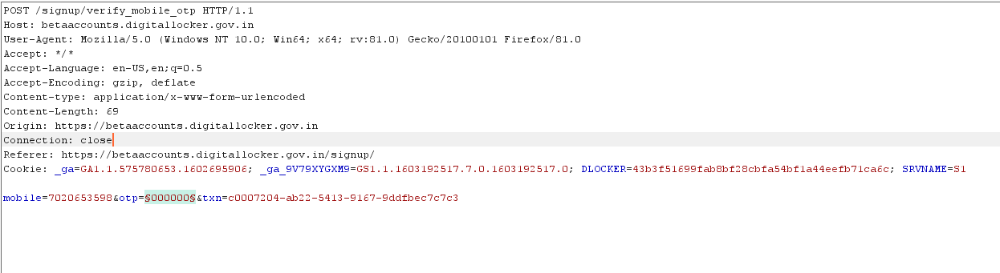 POST /signup/verify_mobile_otp HTTP/1.1
Host: betaaccounts.digitallocker.gov.in
User-Agent: Mozilla/5.0 (Windows NT 10.0; Win64; x64; rv:81.0) Gecko/20100101 Firefox/81.0
Accept: */*
Accept-Language: en-US,en;q=0.5
Accept-Encoding: gzip, deflate
Content-type: application/x-www-form-urlencoded
Content-Length: 69
Origin: https://betaaccounts.digitallocker.gov.in
Connection: close
Referer: https://betaaccounts.digitallocker.gov.in/signup/
Cookie: _ga=GA1.1.575780653.1602695906; _ga_9V79XYGXM9=GS1.1.1603192517.7.0.1603192517.0; DLOCKER=43b3f51699fab8bf28cbfa54bf1a44eefb71ca6c; SRVNAME=S1
mobile=7020653598&otp=§000000§&txn=c0007204-ab22-5413-9167-9ddfbec7c7c3